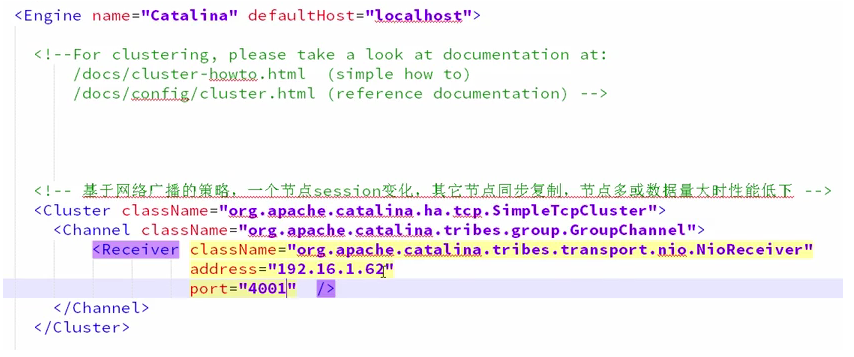 <Engine name="Catalina" defaultHost="localhost">
<!--For clustering, please take a look at documentation at:
/docs/cluster-howto.html (simple how to)
/docs/config/cluster.html (reference documentation) -->
<!-- 基于网络广播的策略，一个节点session变化，其它节点同步复制，节点多或数据量大时性能低下 -->
<Cluster className="org.apache.catalina.ha.tcp.SimpleTcpCluster">
<Channel className="org.apache.catalina.tribes.group.GroupChannel">
<Receiver className="org.apache.catalina.tribes.transport.nio.NioReceiver"
address="192.16.1.62"
port="4001" />
</Channel>
</Cluster>